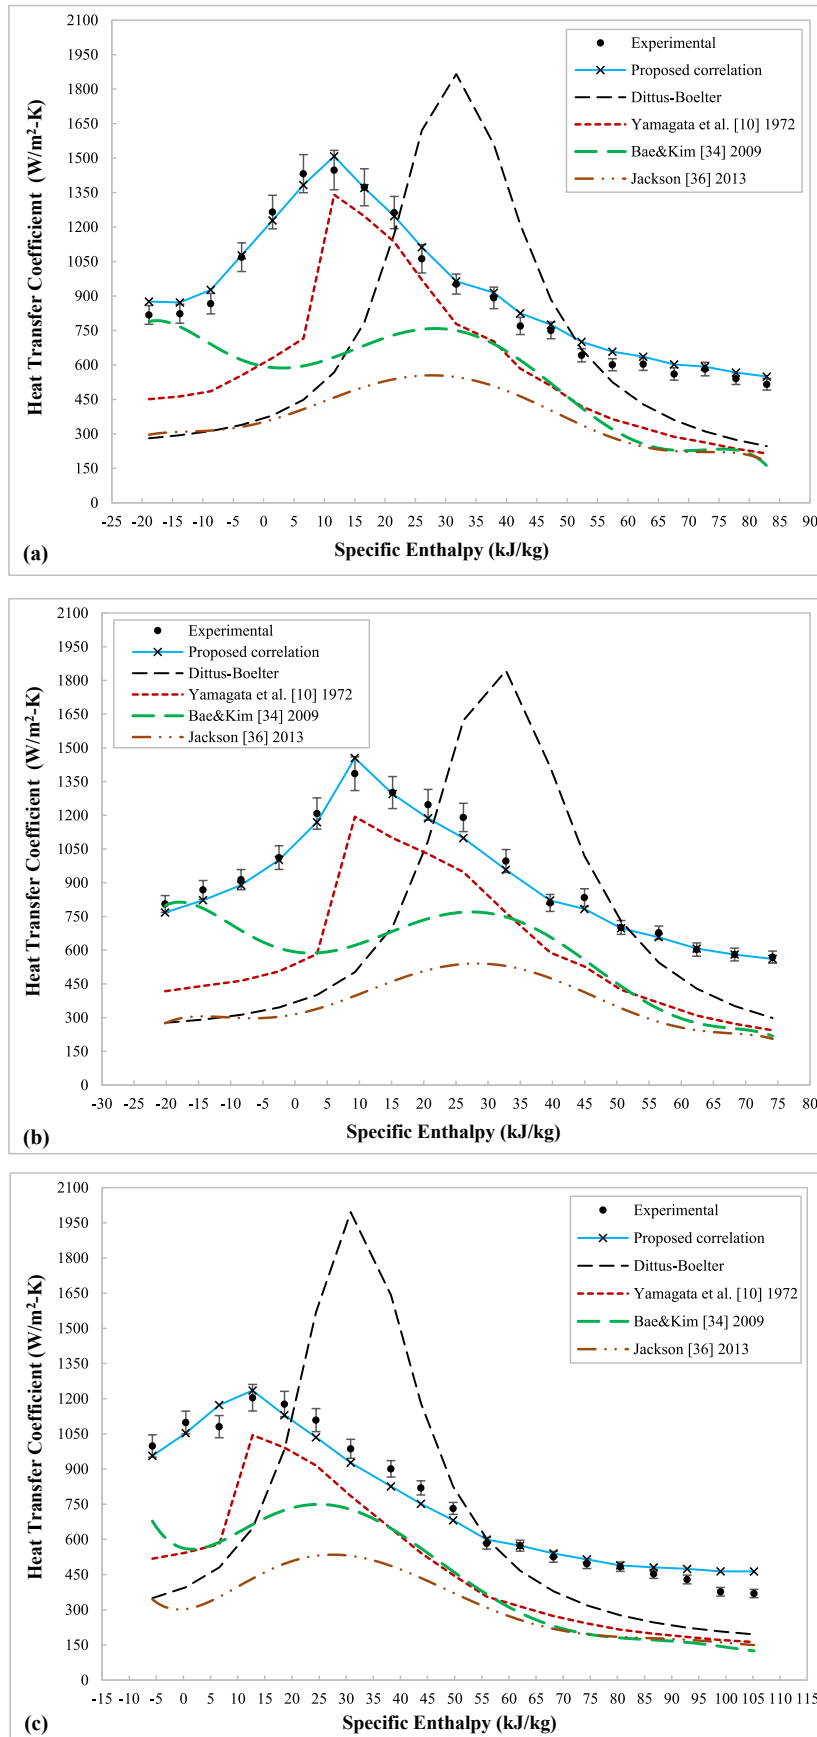 2100
1950
1800
1650
1500
1350
1200
1050
900
750
600
450
300
150
0
Heat Transfer Coefficiemt (W/m²-K)
Experimental
Proposed correlation
Dittus-Boelter
Yamagata et al. [10] 1972
Bae&Kim [34] 2009
Jackson [36] 2013
-25 -20 -15 -10 -5 0 5 10 15 20 25 30 35 40 45 50 55 60 65 70 75 80 85 90
(a)
Specific Enthalpy (kJ/kg)
2100
1950
1800
1650
1500
1350
1200
1050
900
750
600
450
300
150
0
Heat Transfer Coefficient (W/m²-K)
Experimental
Proposed correlation
Dittus-Boelter
Yamagata et al. [10] 1972
Bae&Kim [34] 2009
Jackson [36] 2013
-30 -25 -20 -15 -10 -5 0 5 10 15 20 25 30 35 40 45 50 55 60 65 70 75 80
(b)
Specific Enthalpy (kJ/kg)
2100
1950
1800
1650
1500
1350
1200
1050
900
750
600
450
300
150
0
Heat Transfer Coefficient (W/m²-K)
Experimental
Proposed correlation
Dittus-Boelter
Yamagata et al. [10] 1972
Bae&Kim [34] 2009
Jackson [36] 2013
-15 -10 -5 0 5 10 15 20 25 30 35 40 45 50 55 60 65 70 75 80 85 90 95 100 105 110 115
(c)
Specific Enthalpy (kJ/kg)